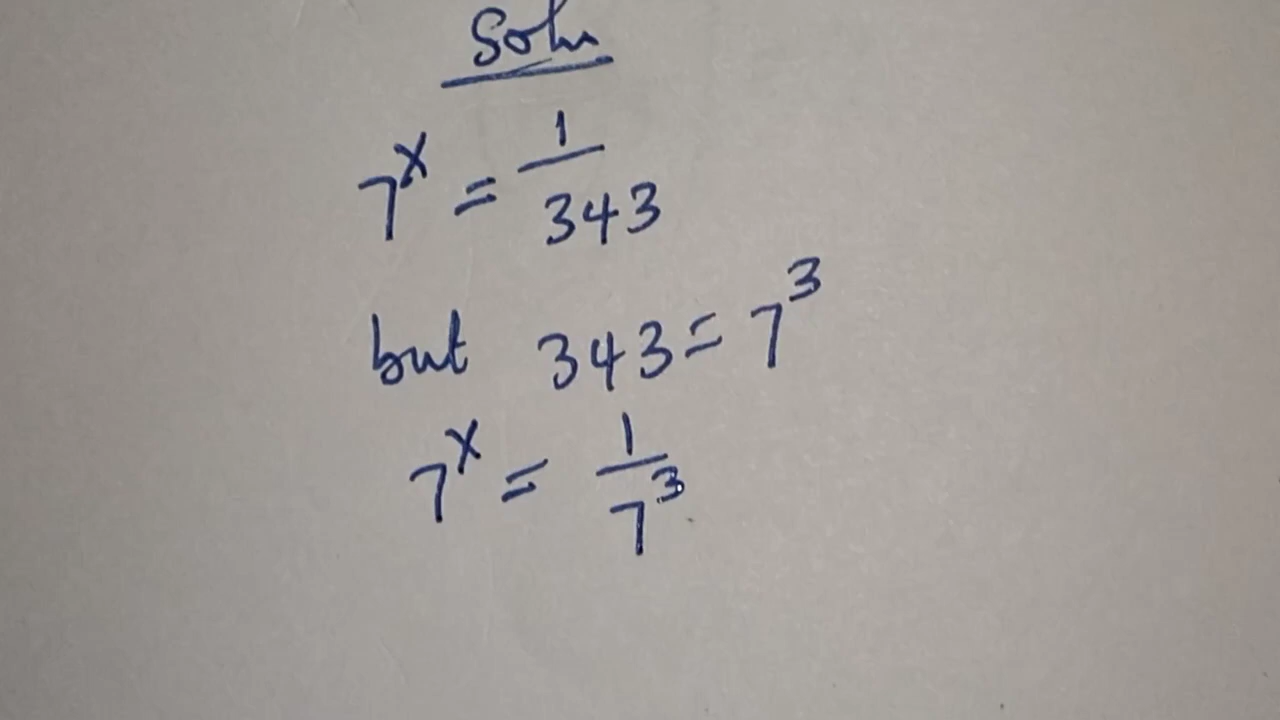 Soln
7^x = 1/343
but 343 = 7^3
7^x = 1/7^3